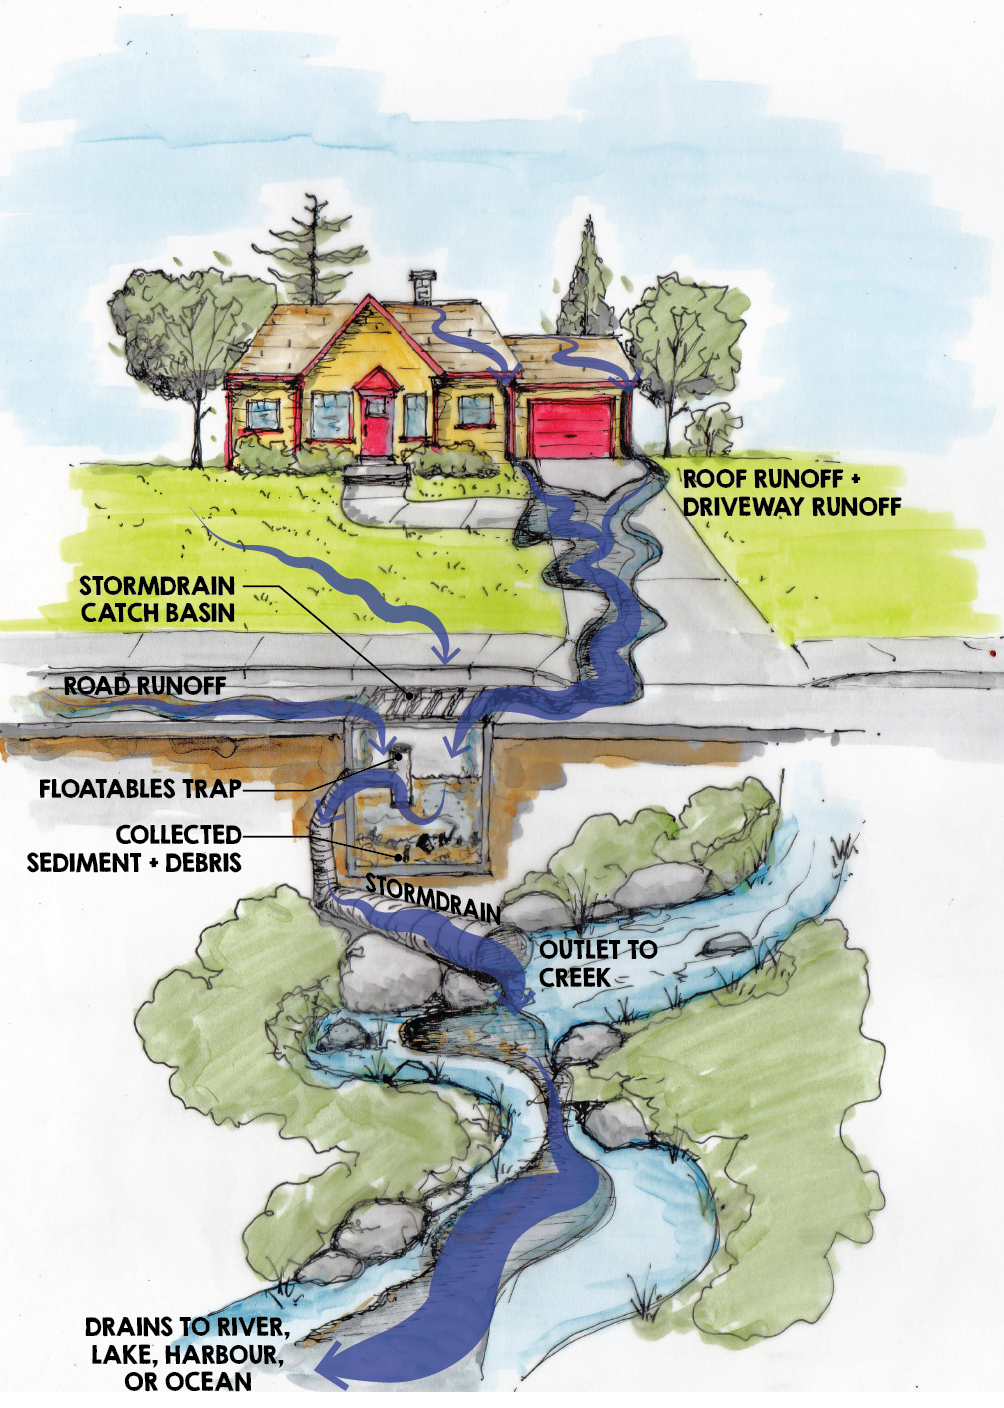 ROOF RUNOFF +
DRIVEWAY RUNOFF
STORMDRAIN
CATCH BASIN
ROAD RUNOFF
FLOATABLES TRAP
COLLECTED
SEDIMENT + DEBRIS
STORMDRAIN
OUTLET TO
CREEK
DRAINS TO RIVER,
LAKE, HARBOUR,
OR OCEAN